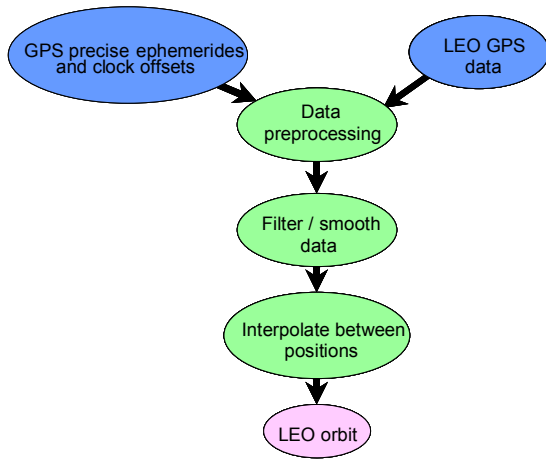 GPS precise ephemerides
and clock offsets
LEO GPS
data
Data
preprocessing
Filter / smooth
data
Interpolate between
positions
LEO orbit